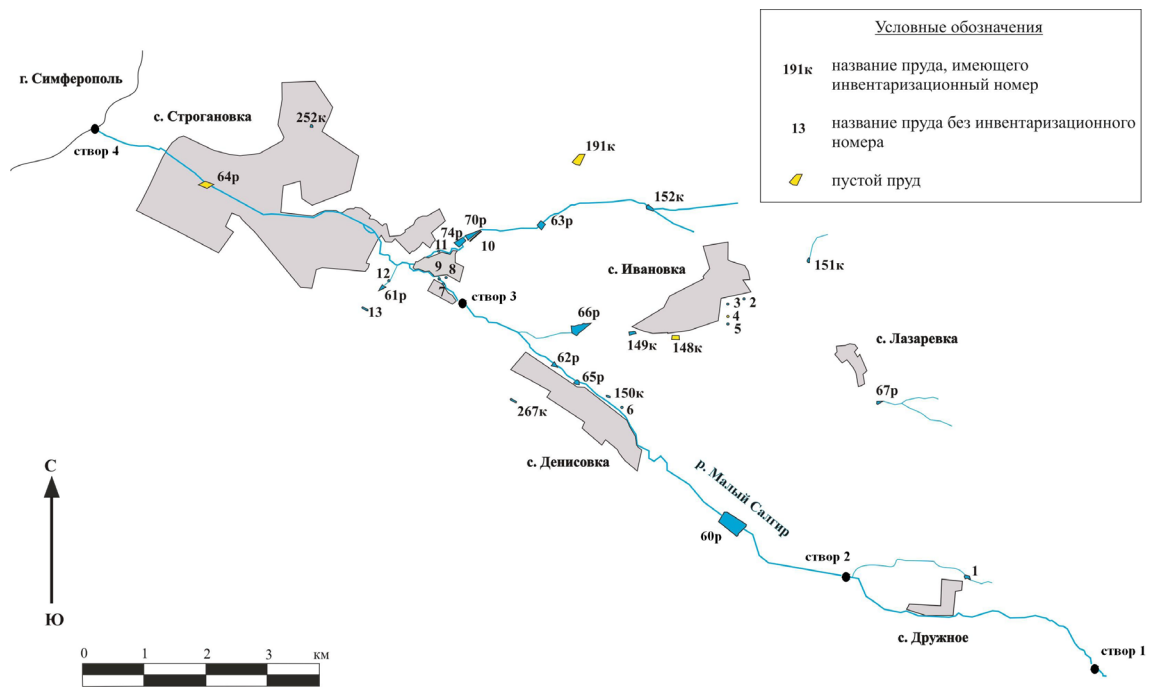 Условные обозначения
191к название пруда, имеющего
инвентаризационный номер
13 название пруда без инвентаризационного
номера
пустой пруд
г. Симферополь
с. Строгановка
252к
створ 4
191к
64р
152к
70р
63р
74р
10
11
151к
с. Ивановка
9 8
12
7
61р
створ 3
3 2
13
4
66р
5
149к
148к
с. Лазаревка
62р
65р
67р
150к
267к
6
с. Денисовка
С
р. Малый Салгир
60р
створ 2
1
Ю
с. Дружное
створ 1
0 1 2 3 км